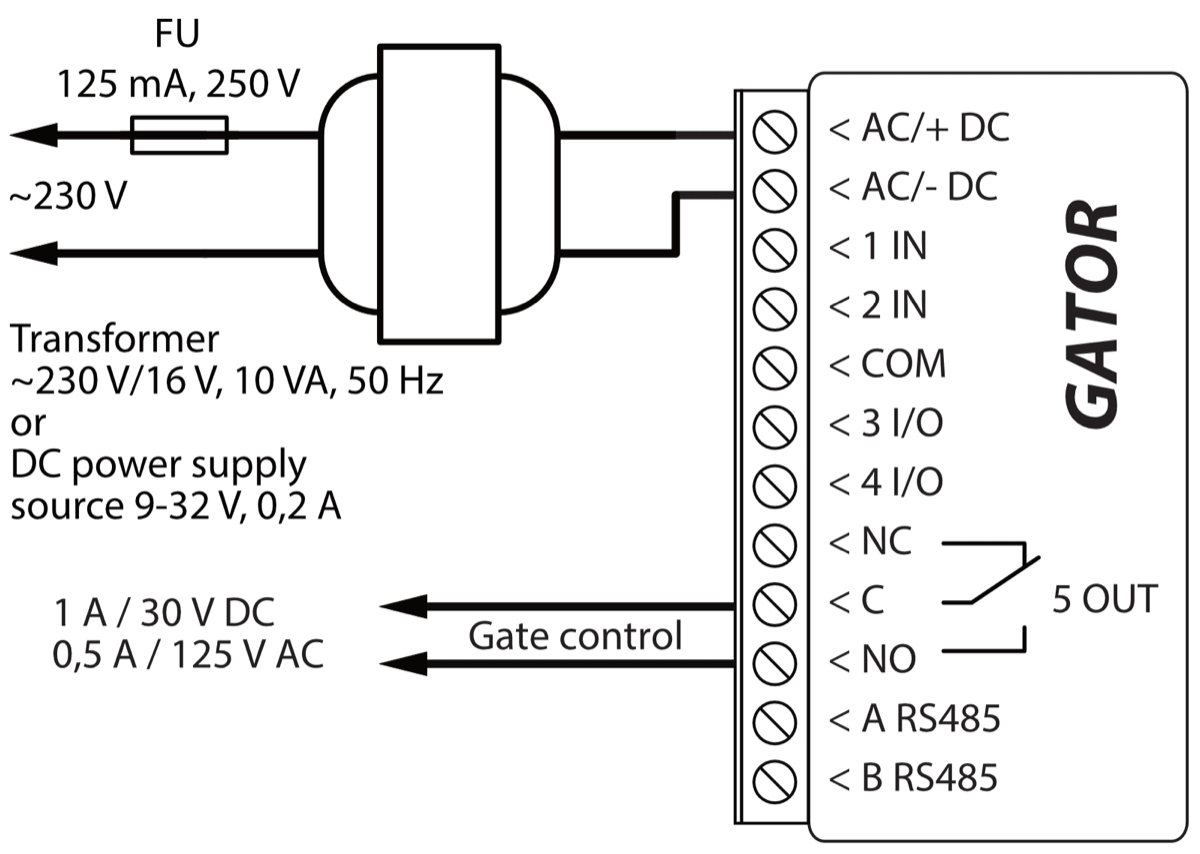 FU
125 mA, 250 V
~230 V
Transformer
~230 V/16 V, 10 VA, 50 Hz
or
DC power supply
source 9-32 V, 0,2 A
1 A / 30 V DC
0,5 A / 125 V AC
Gate control
< AC/+ DC
< AC/- DC
< 1 IN
< 2 IN
< COM
< 3 I/O
< 4 I/O
< NC
< C
< NO
< A RS485
< B RS485
5 OUT
GATOR